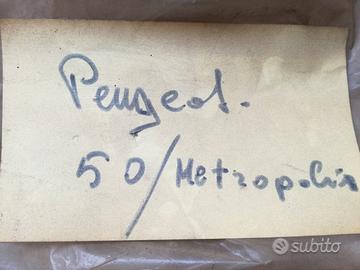 Peugeot.
50/Metropolis
subito